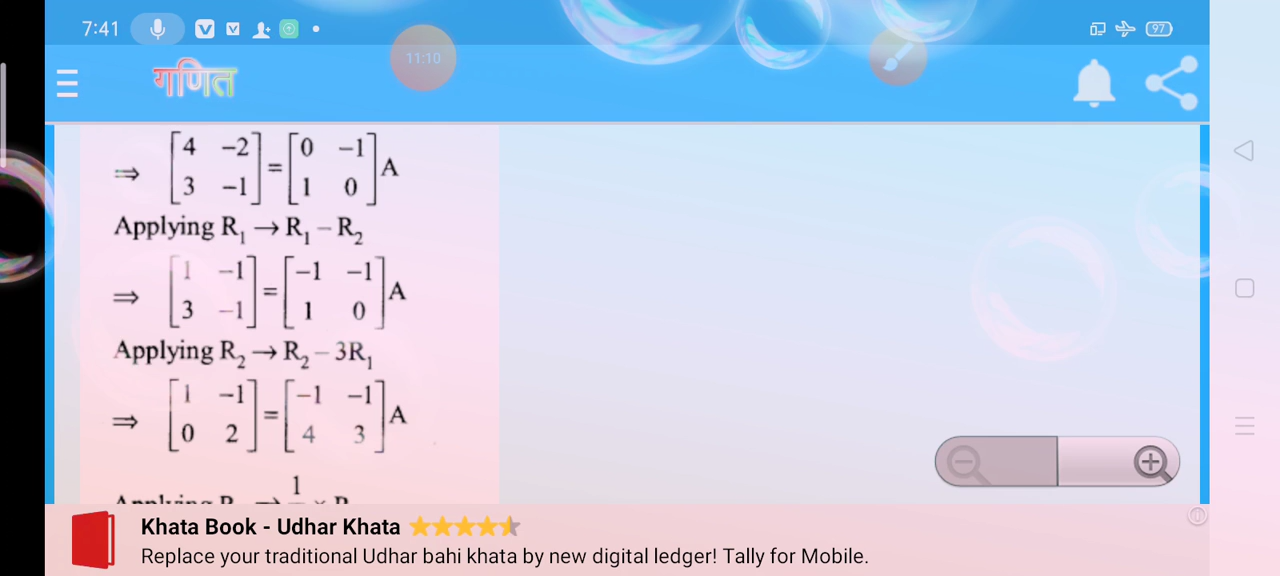 7:41
11:10
97
गणित
⇒ [4 −2; 3 −1] = [0 −1; 1 0] A
Applying R₁ → R₁ − R₂
⇒ [1 −1; 3 −1] = [−1 −1; 1 0] A
Applying R₂ → R₂ − 3R₁
⇒ [1 −1; 0 2] = [−1 −1; 4 3] A
Applying R → 1 × R
Khata Book - Udhar Khata
Replace your traditional Udhar bahi khata by new digital ledger! Tally for Mobile.